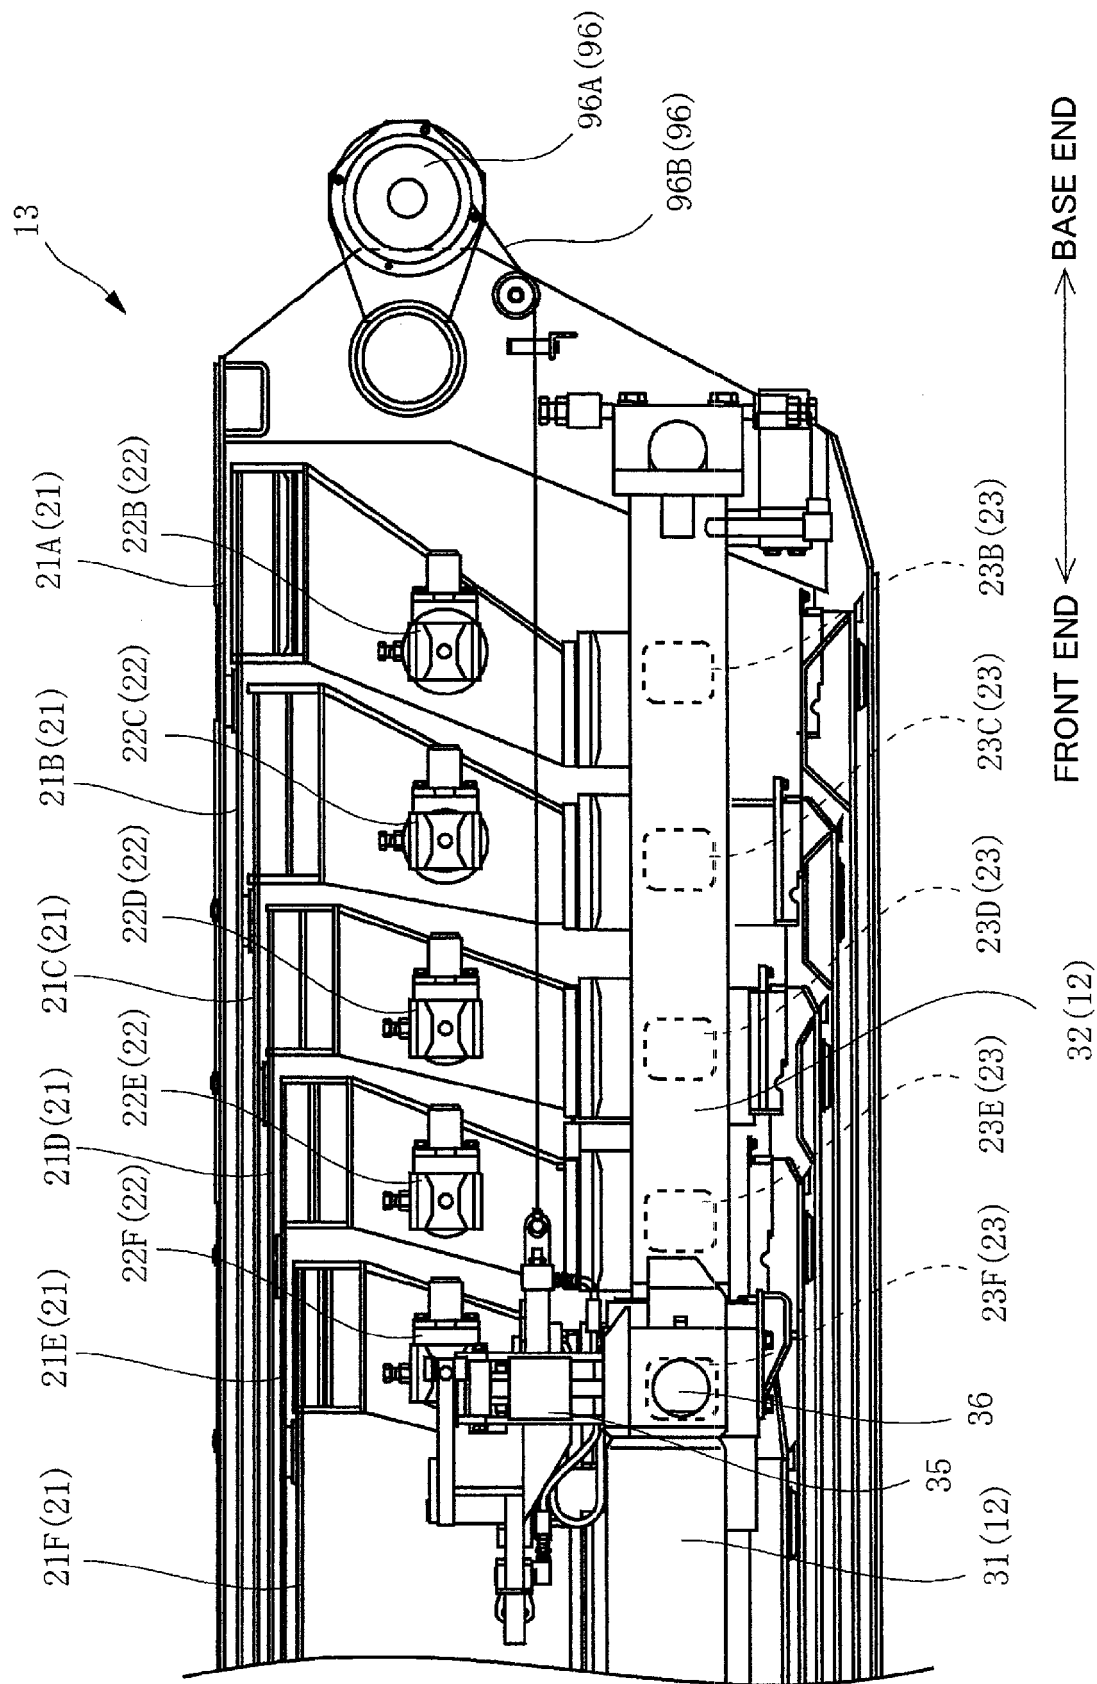 13
96A(96)
96B(96)
21A(21)
22B(22)
21B(21)
22C(22)
21C(21)
22D(22)
21D(21)
22E(22)
21E(21)
22F(22)
21F(21)
23B(23)
23C(23)
23D(23)
23E(23)
23F(23)
32(12)
36
35
31(12)
FRONT END
BASE END